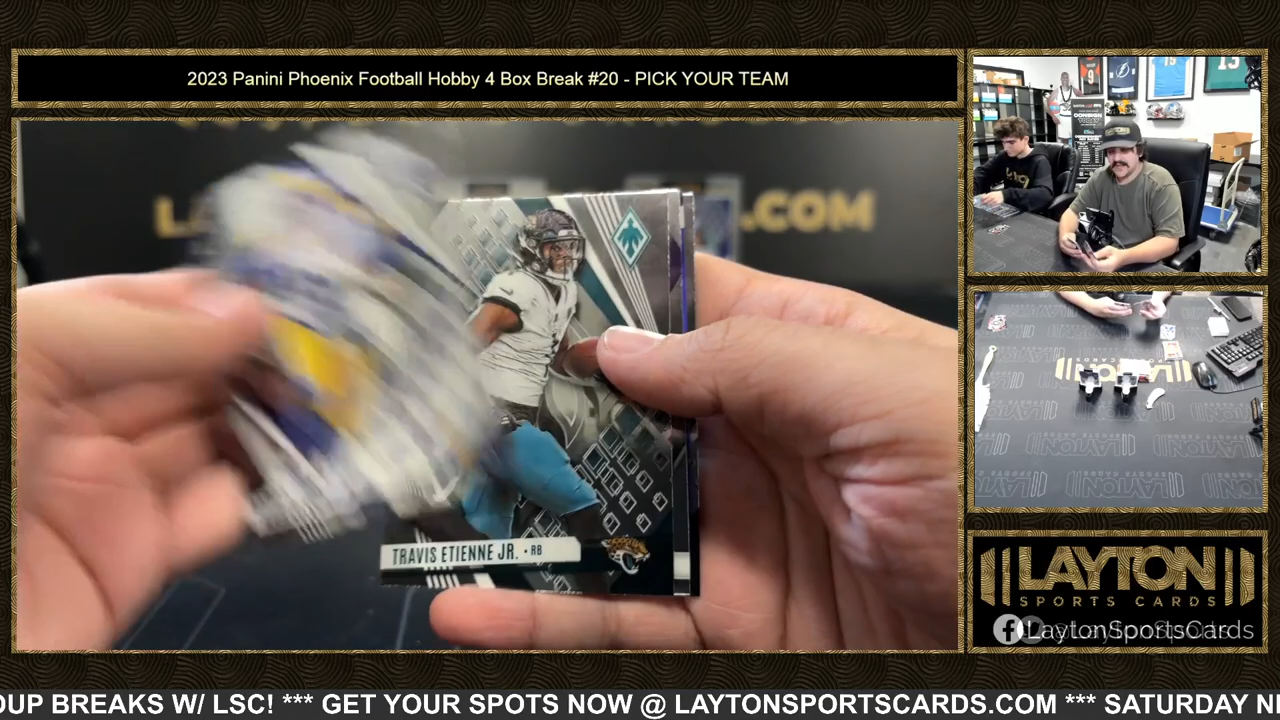 2023 Panini Phoenix Football Hobby 4 Box Break #20 - PICK YOUR TEAM
.COM
TRAVIS ETIENNE JR. • RB
LAYTON
SPORTS CARDS
LaytonSportsCards
OUP BREAKS W/ LSC! *** GET YOUR SPOTS NOW @ LAYTONSPORTSCARDS.COM *** SATURDAY NI